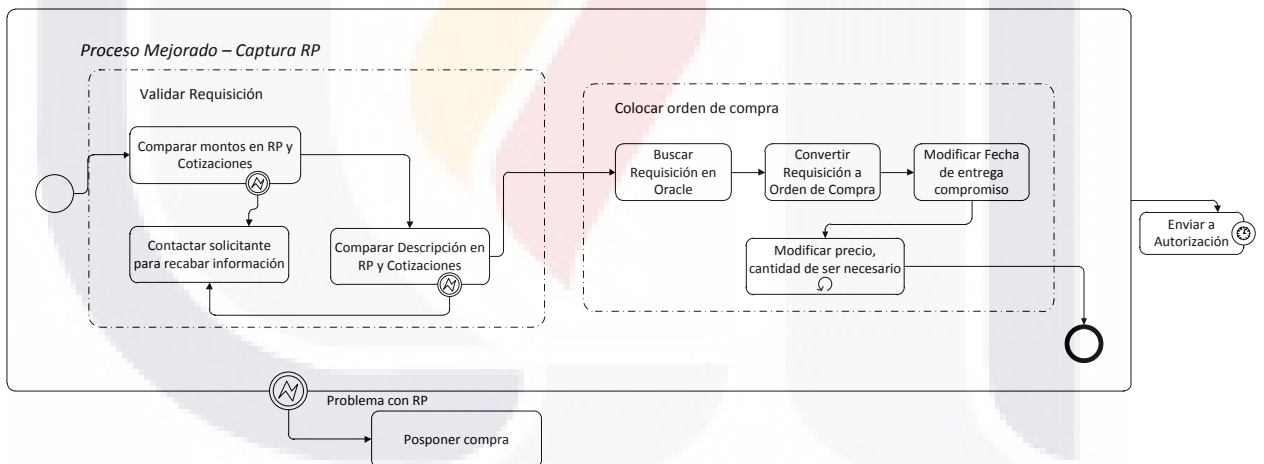 Proceso Mejorado – Captura RP
Validar Requisición
Comparar montos en RP y
Cotizaciones
Contactar solicitante
para recabar información
Comparar Descripción en
RP y Cotizaciones
Colocar orden de compra
Buscar
Requisición en
Oracle
Convertir
Requisición a
Orden de Compra
Modificar Fecha
de entrega
compromiso
Modificar precio,
cantidad de ser necesario
Enviar a
Autorización
Problema con RP
Posponer compra